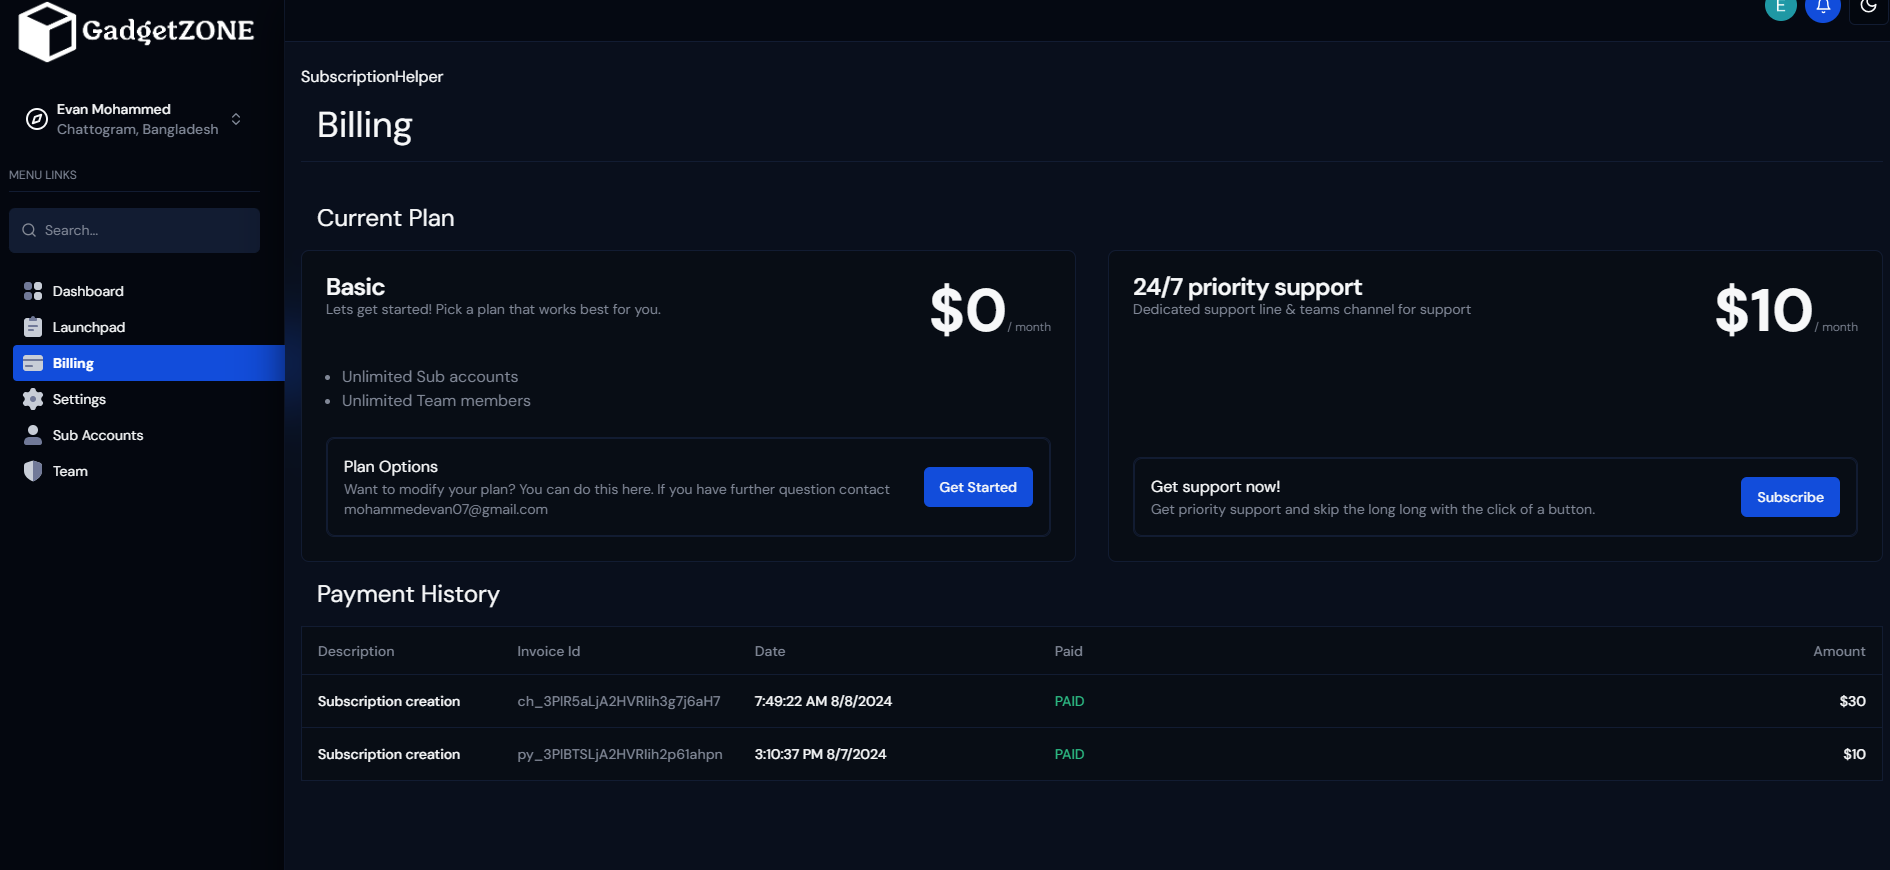 GadgetZONE
E
Evan Mohammed
Chattogram, Bangladesh
MENU LINKS
Search...
Dashboard
Launchpad
Billing
Settings
Sub Accounts
Team
SubscriptionHelper
Billing
Current Plan
Basic
Lets get started! Pick a plan that works best for you.
$0 / month
• Unlimited Sub accounts
• Unlimited Team members
Plan Options
Want to modify your plan? You can do this here. If you have further question contact
mohammedevan07@gmail.com
Get Started
24/7 priority support
Dedicated support line & teams channel for support
$10 / month
Get support now!
Get priority support and skip the long long with the click of a button.
Subscribe
Payment History
Description Invoice Id Date Paid Amount
Subscription creation ch_3PlR5aLjA2HVRlih3g7j6aH7 7:49:22 AM 8/8/2024 PAID $30
Subscription creation py_3PlBTSLjA2HVRlih2p61ahpn 3:10:37 PM 8/7/2024 PAID $10